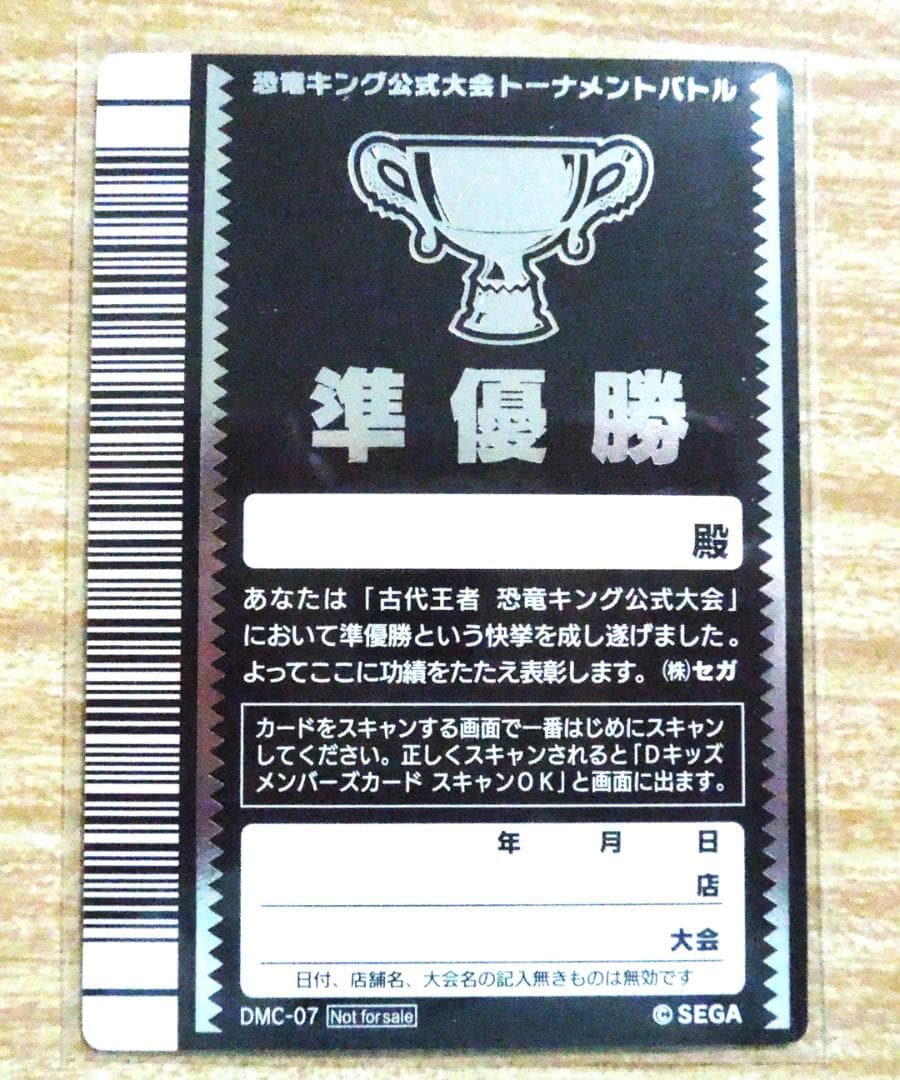 恐竜キング公式大会トーナメントバトル
準優勝
殿
あなたは「古代王者 恐竜キング公式大会」
において準優勝という快挙を成し遂げました。
よってここに功績をたたえ表彰します。㈱セガ
カードをスキャンする画面で一番はじめにスキャン
してください。正しくスキャンされると「Dキッズ
メンバーズカード スキャンOK」と画面に出ます。
年 月 日
店
大会
日付、店舗名、大会名の記入無きものは無効です
DMC-07 Not for sale ©SEGA